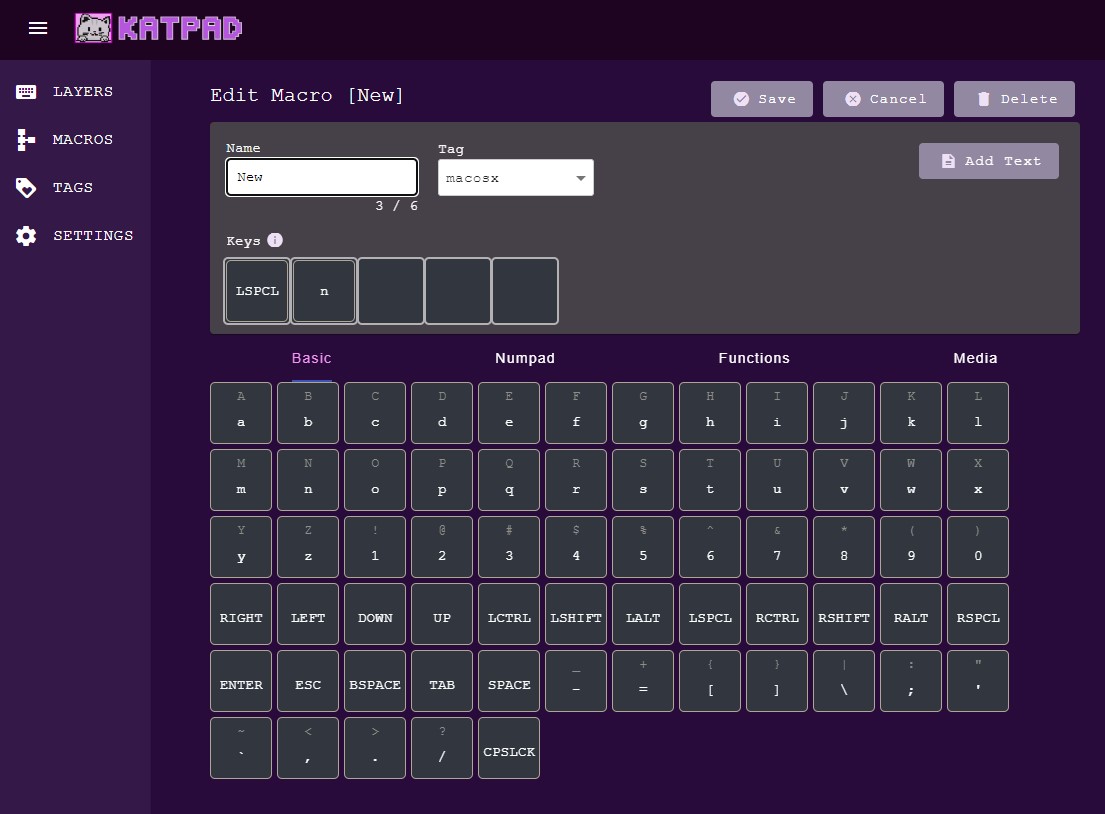 KATPAD
LAYERS
MACROS
TAGS
SETTINGS
Edit Macro [New]
Save
Cancel
Delete
Name
Tag
New
macosx
Add Text
3 / 6
Keys i
LSPCL n
Basic Numpad Functions Media
A B C D E F G H I J K L
a b c d e f g h i j k l
M N O P Q R S T U V W X
m n o p q r s t u v w x
Y Z ! @ # $ % ^ & * ( )
y z 1 2 3 4 5 6 7 8 9 0
RIGHT LEFT DOWN UP LCTRL LSHIFT LALT LSPCL RCTRL RSHIFT RALT RSPCL
_ + { } | : "
ENTER ESC BSPACE TAB SPACE - = [ ] \ ; '
~ < > ?
` , . / CPSLCK